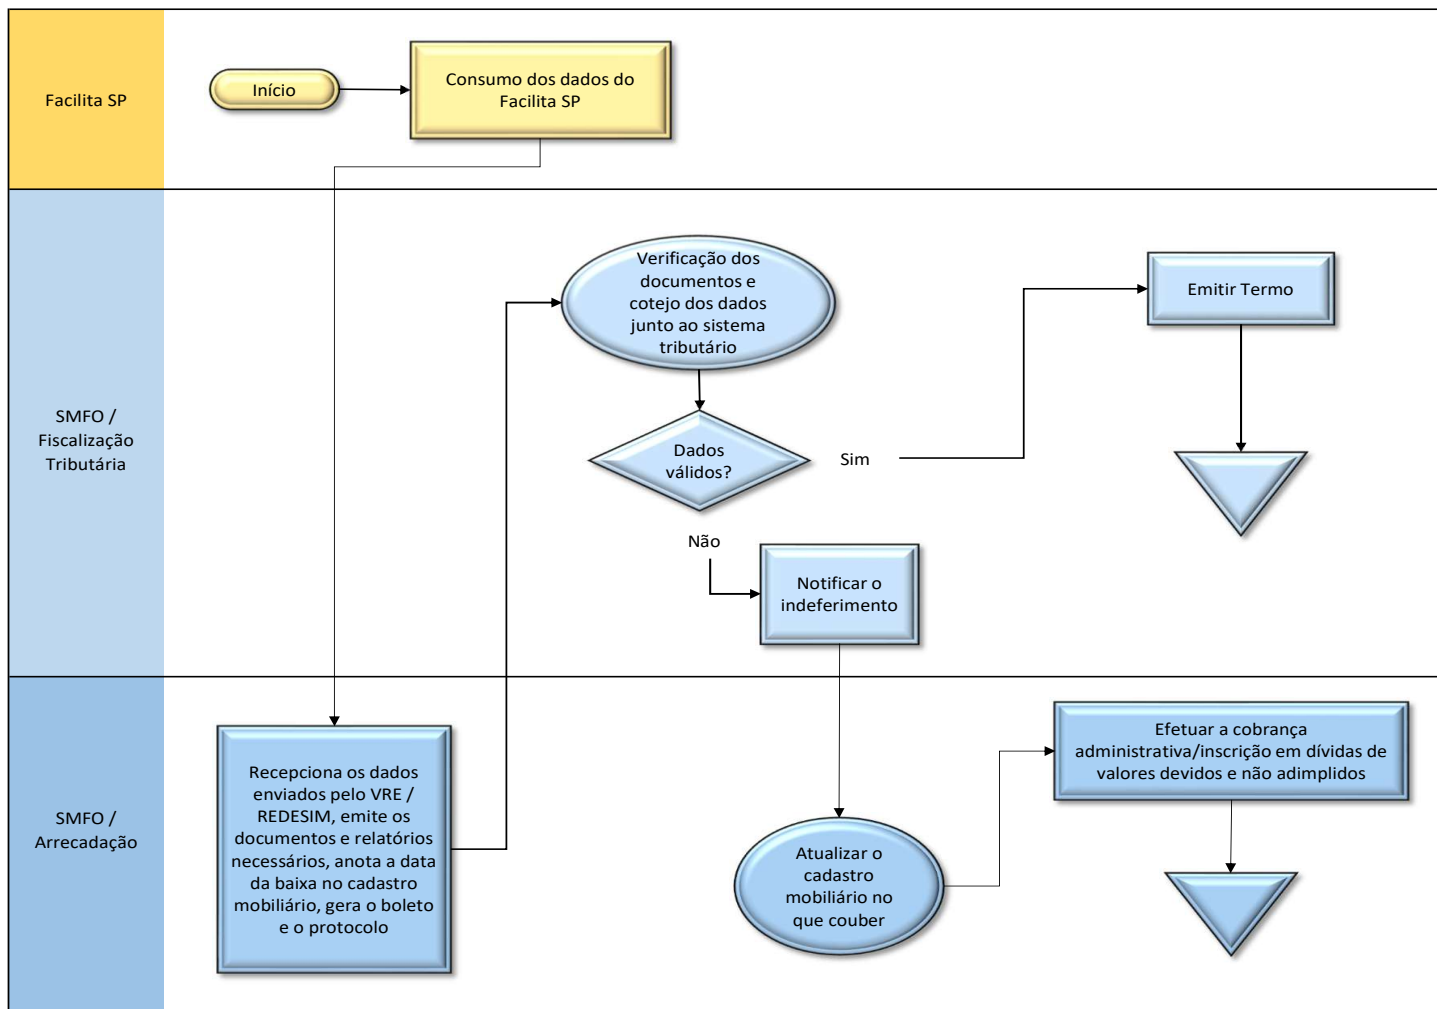 Facilita SP
Início
Consumo dos dados do
Facilita SP
SMFO /
Fiscalização
Tributária
Verificação dos
documentos e
cotejo dos dados
junto ao sistema
tributário
Emitir Termo
Dados
válidos?
Sim
Não
Notificar o
indeferimento
SMFO /
Arrecadação
Recepciona os dados
enviados pelo VRE /
REDESIM, emite os
documentos e relatórios
necessários, anota a data
da baixa no cadastro
mobiliário, gera o boleto
e o protocolo
Atualizar o
cadastro
mobiliário no
que couber
Efetuar a cobrança
administrativa/inscrição em dívidas de
valores devidos e não adimplidos